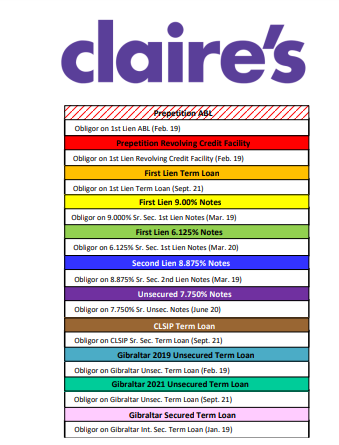 claire's
Prepetition ABL
Obligor on 1st Lien ABL (Feb. 19)
Prepetition Revolving Credit Facility
Obligor on 1st Lien Revolving Credit Facility (Feb. 19)
First Lien Term Loan
Obligor on 1st Lien Term Loan (Sept. 21)
First Lien 9.00% Notes
Obligor on 9.000% Sr. Sec. 1st Lien Notes (Mar. 19)
First Lien 6.125% Notes
Obligor on 6.125% Sr. Sec. 1st Lien Notes (Mar. 20)
Second Lien 8.875% Notes
Obligor on 8.875% Sr. Sec. 2nd Lien Notes (Mar. 19)
Unsecured 7.750% Notes
Obligor on 7.750% Sr. Unsec. Notes (June 20)
CLSIP Term Loan
Obligor on CLSIP Sr. Sec. Term Loan (Sept. 21)
Gibraltar 2019 Unsecured Term Loan
Obligor on Gibraltar Unsec. Term Loan (Feb. 19)
Gibraltar 2021 Unsecured Term Loan
Obligor on Gibraltar Unsec. Term Loan (Sept. 21)
Gibraltar Secured Term Loan
Obligor on Gibraltar Int. Sec. Term Loan (Jan. 19)